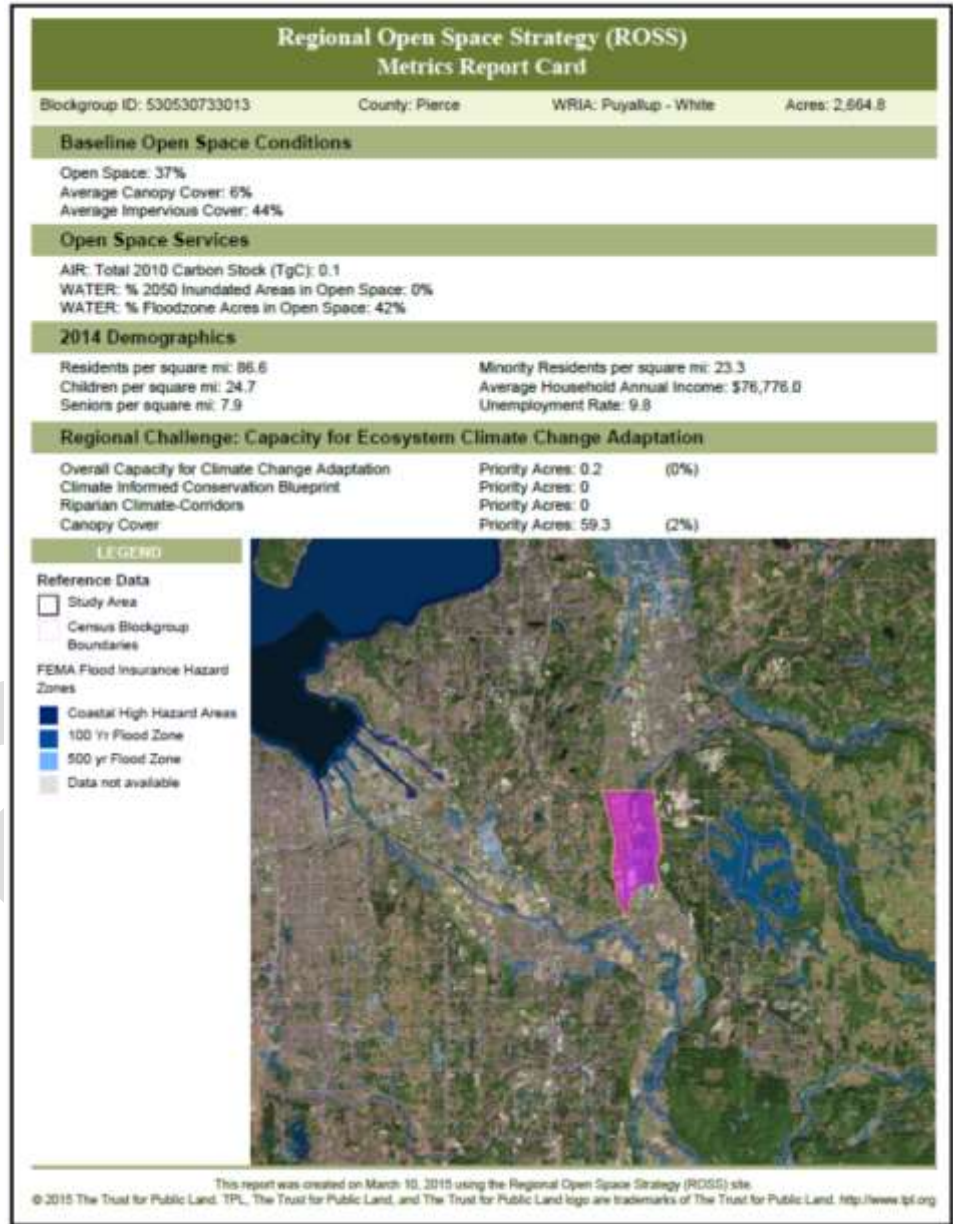 Regional Open Space Strategy (ROSS)
Metrics Report Card
Blockgroup ID: 530530733013 County: Pierce WRIA: Puyallup - White Acres: 2,664.8
Baseline Open Space Conditions
Open Space: 37%
Average Canopy Cover: 6%
Average Impervious Cover: 44%
Open Space Services
AIR: Total 2010 Carbon Stock (TgC): 0.1
WATER: % 2050 Inundated Areas in Open Space: 0%
WATER: % Floodzone Acres in Open Space: 42%
2014 Demographics
Residents per square mi: 86.6 Minority Residents per square mi: 23.3
Children per square mi: 24.7 Average Household Annual Income: $76,776.0
Seniors per square mi: 7.9 Unemployment Rate: 9.8
Regional Challenge: Capacity for Ecosystem Climate Change Adaptation
Overall Capacity for Climate Change Adaptation Priority Acres: 0.2 (0%)
Climate Informed Conservation Blueprint Priority Acres: 0
Riparian Climate-Corridors Priority Acres: 0
Canopy Cover Priority Acres: 59.3 (2%)
LEGEND
Reference Data
Study Area
Census Blockgroup
Boundaries
FEMA Flood Insurance Hazard
Zones
Coastal High Hazard Areas
100 Yr Flood Zone
500 yr Flood Zone
Data not available
This report was created on March 10, 2015 using the Regional Open Space Strategy (ROSS) site.
© 2015 The Trust for Public Land. TPL, The Trust for Public Land, and The Trust for Public Land logo are trademarks of The Trust for Public Land. http://www.tpl.org